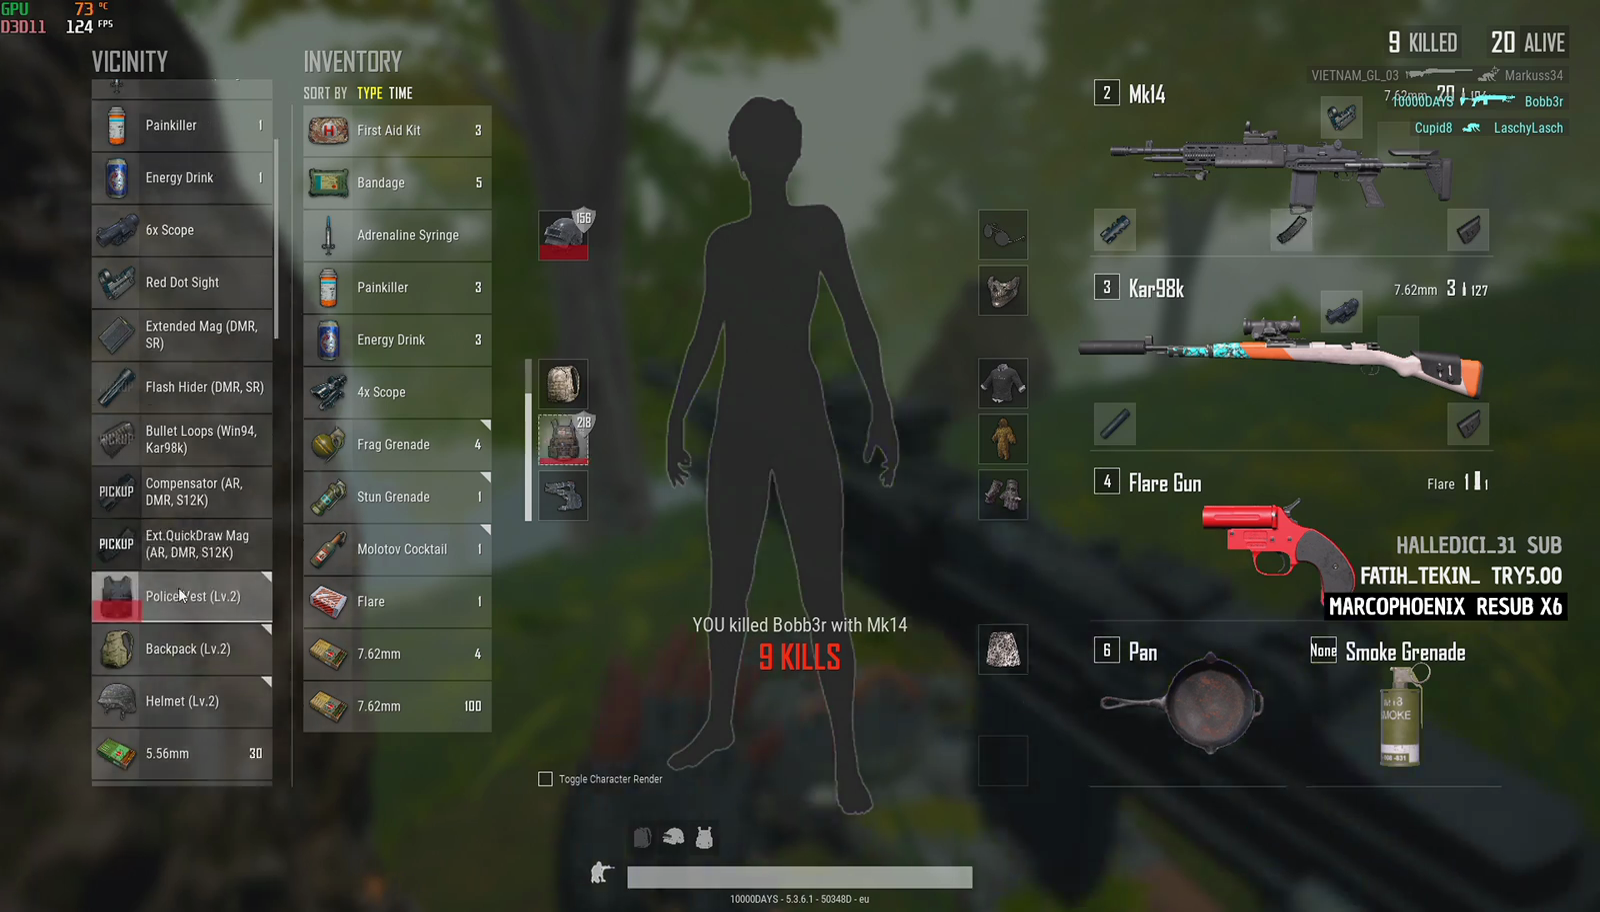 GPU 73 °C
D3D11 124 FPS
VICINITY
Painkiller 1
Energy Drink 1
6x Scope
Red Dot Sight
Extended Mag (DMR,
SR)
Flash Hider (DMR, SR)
PICKUP
Bullet Loops (Win94,
Kar98k)
PICKUP
Compensator (AR,
DMR, S12K)
PICKUP
Ext.QuickDraw Mag
(AR, DMR, S12K)
Police Vest (Lv.2)
Backpack (Lv.2)
Helmet (Lv.2)
5.56mm 30
INVENTORY
SORT BY TYPE TIME
First Aid Kit 3
Bandage 5
Adrenaline Syringe
Painkiller 3
Energy Drink 3
4x Scope
Frag Grenade 4
Stun Grenade 1
Molotov Cocktail 1
Flare 1
7.62mm 4
7.62mm 100
156
218
YOU killed Bobb3r with Mk14
9 KILLS
Toggle Character Render
10000DAYS - 5.3.6.1 - 50348D - eu
9 KILLED 20 ALIVE
VIETNAM_GL_03 Markuss34
7.62mm 20
10000DAYS Bobb3r
Cupid8 LaschyLasch
2 Mk14
3 Kar98k 7.62mm 3 127
1
4 Flare Gun Flare 1 1
HALLEDICI_31 SUB
FATIH_TEKIN_ TRY5.00
MARCOPHOENIX RESUB X6
6 Pan
None Smoke Grenade
SMOKE